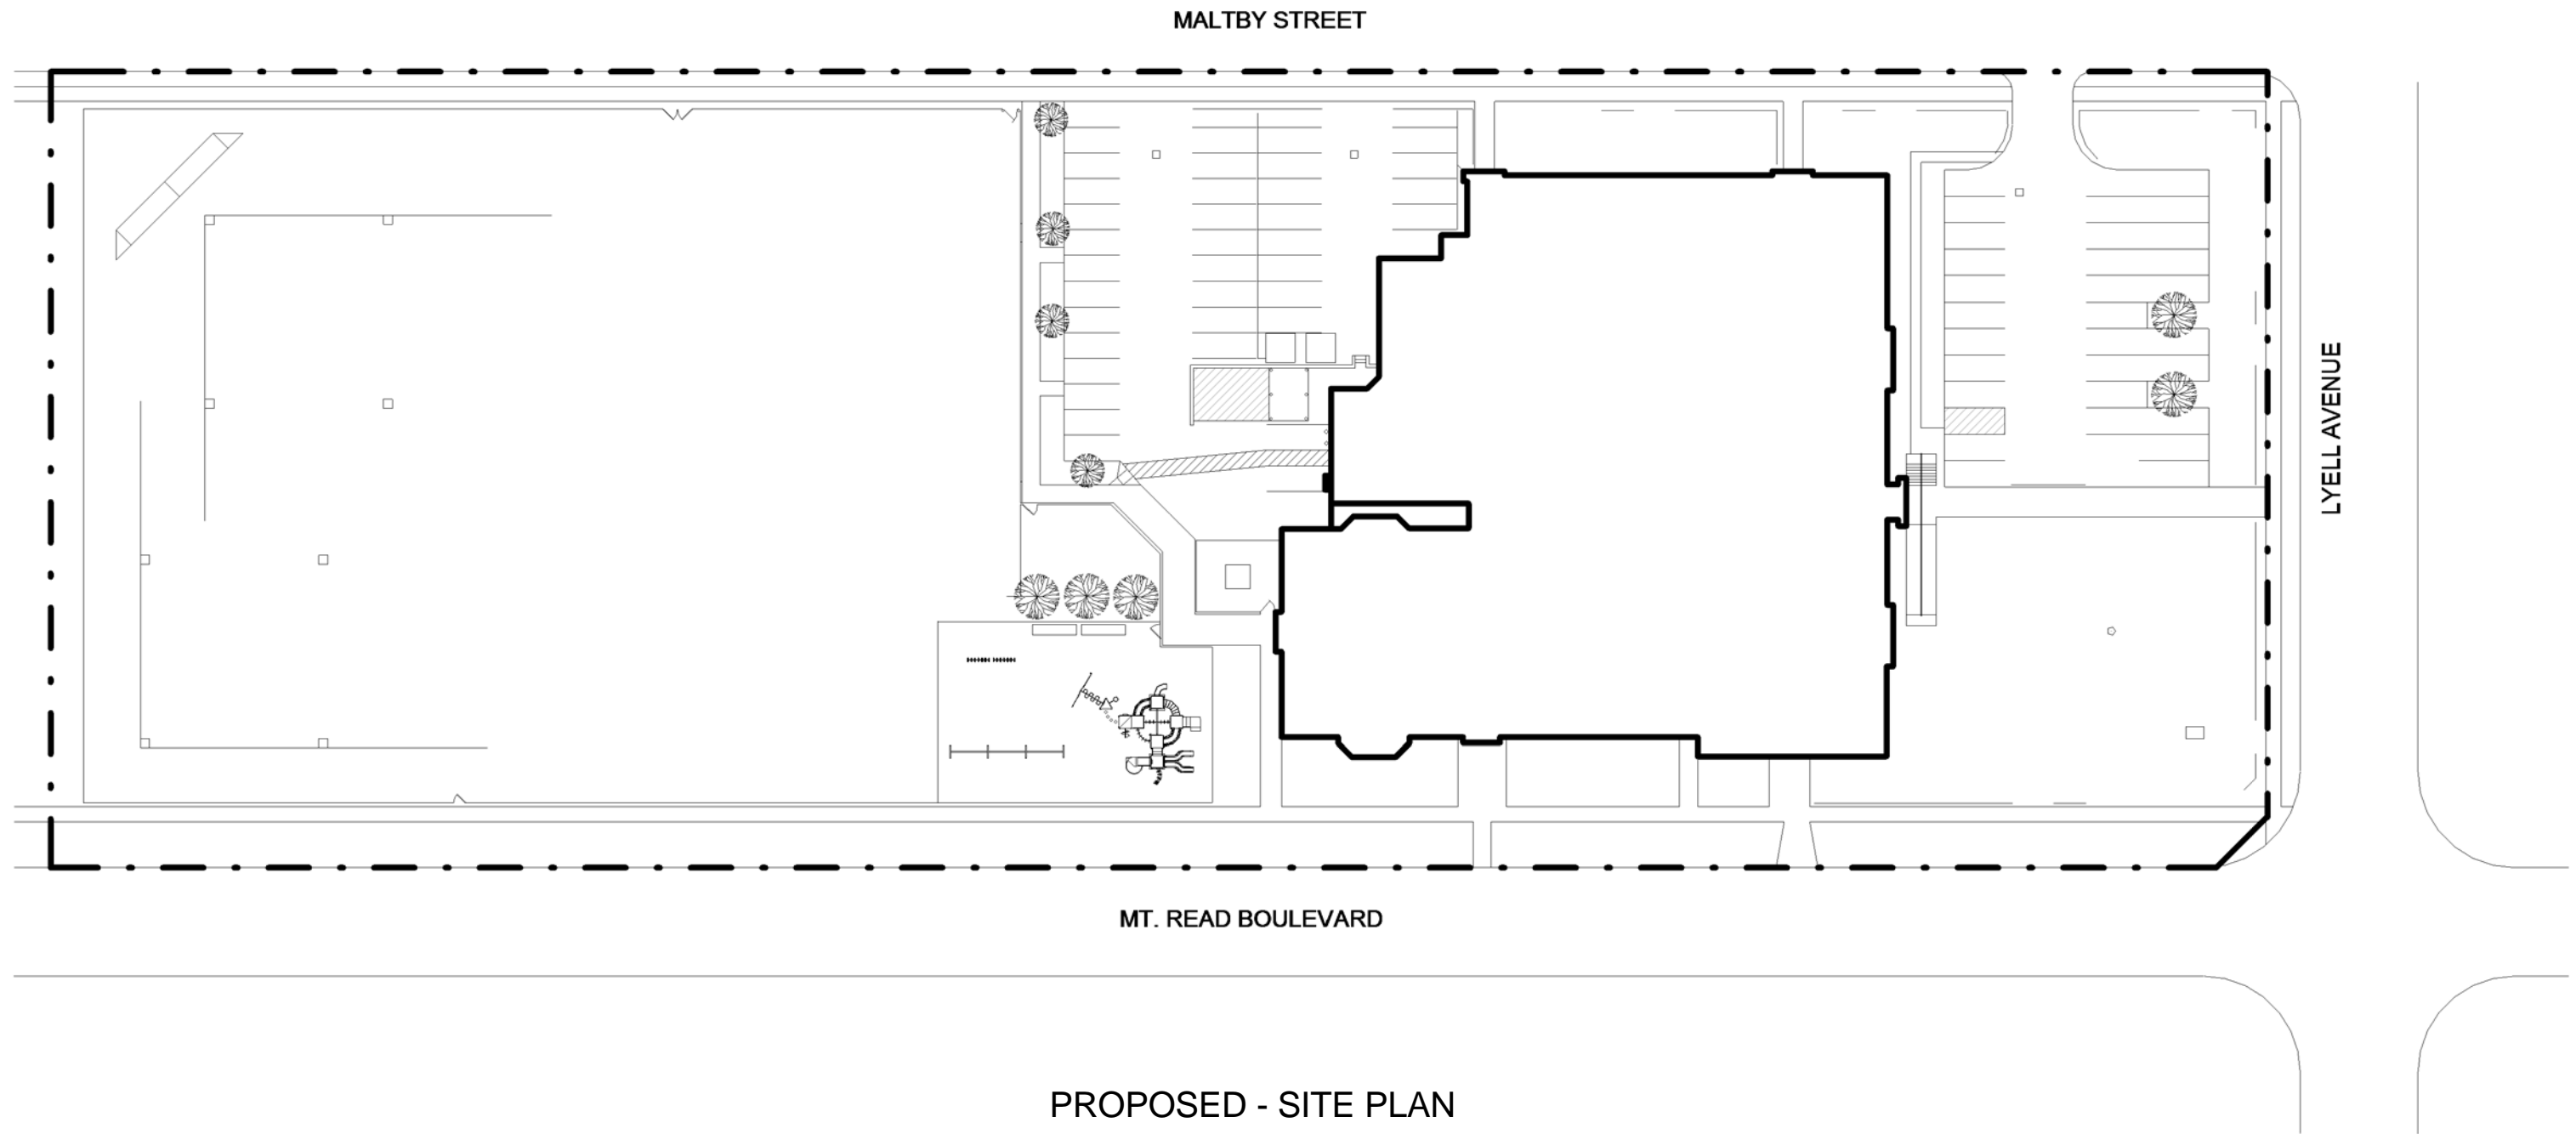 MALTBY STREET
LYELL AVENUE
MT. READ BOULEVARD
PROPOSED - SITE PLAN